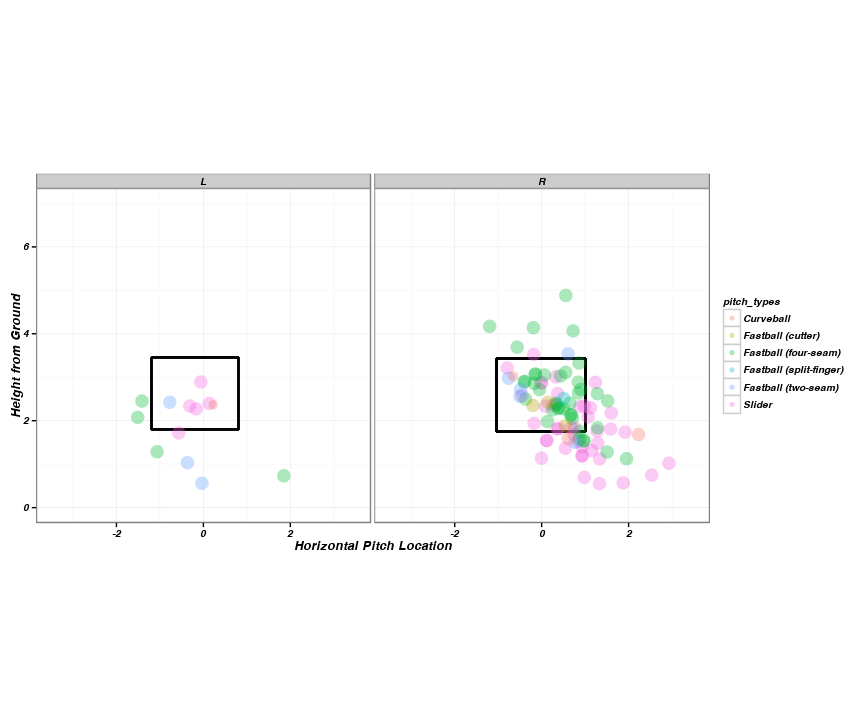 L
R
6
4
2
0
Height from Ground
-2
0
2
-2
0
2
Horizontal Pitch Location
pitch_types
Curveball
Fastball (cutter)
Fastball (four-seam)
Fastball (split-finger)
Fastball (two-seam)
Slider